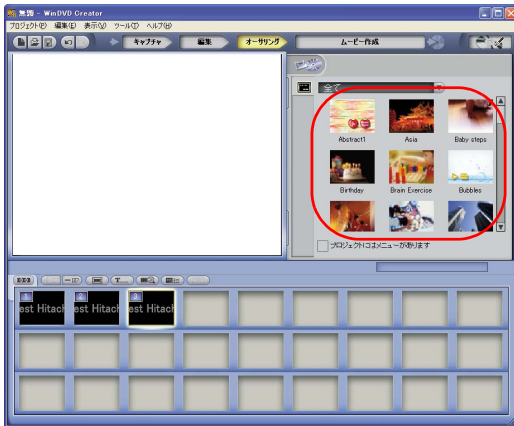 無題 - WinDVD Creator
プロジェクト(P) 編集(E) 表示(V) ツール(T) ヘルプ(H)
キャプチャ 編集 オーサリング ムービー作成
全て
Abstract1 Asia Baby steps
Birthday Brain Exercise Bubbles
プロジェクトにはメニューがあります
1 2 3
est Hitach est Hitach est Hitach